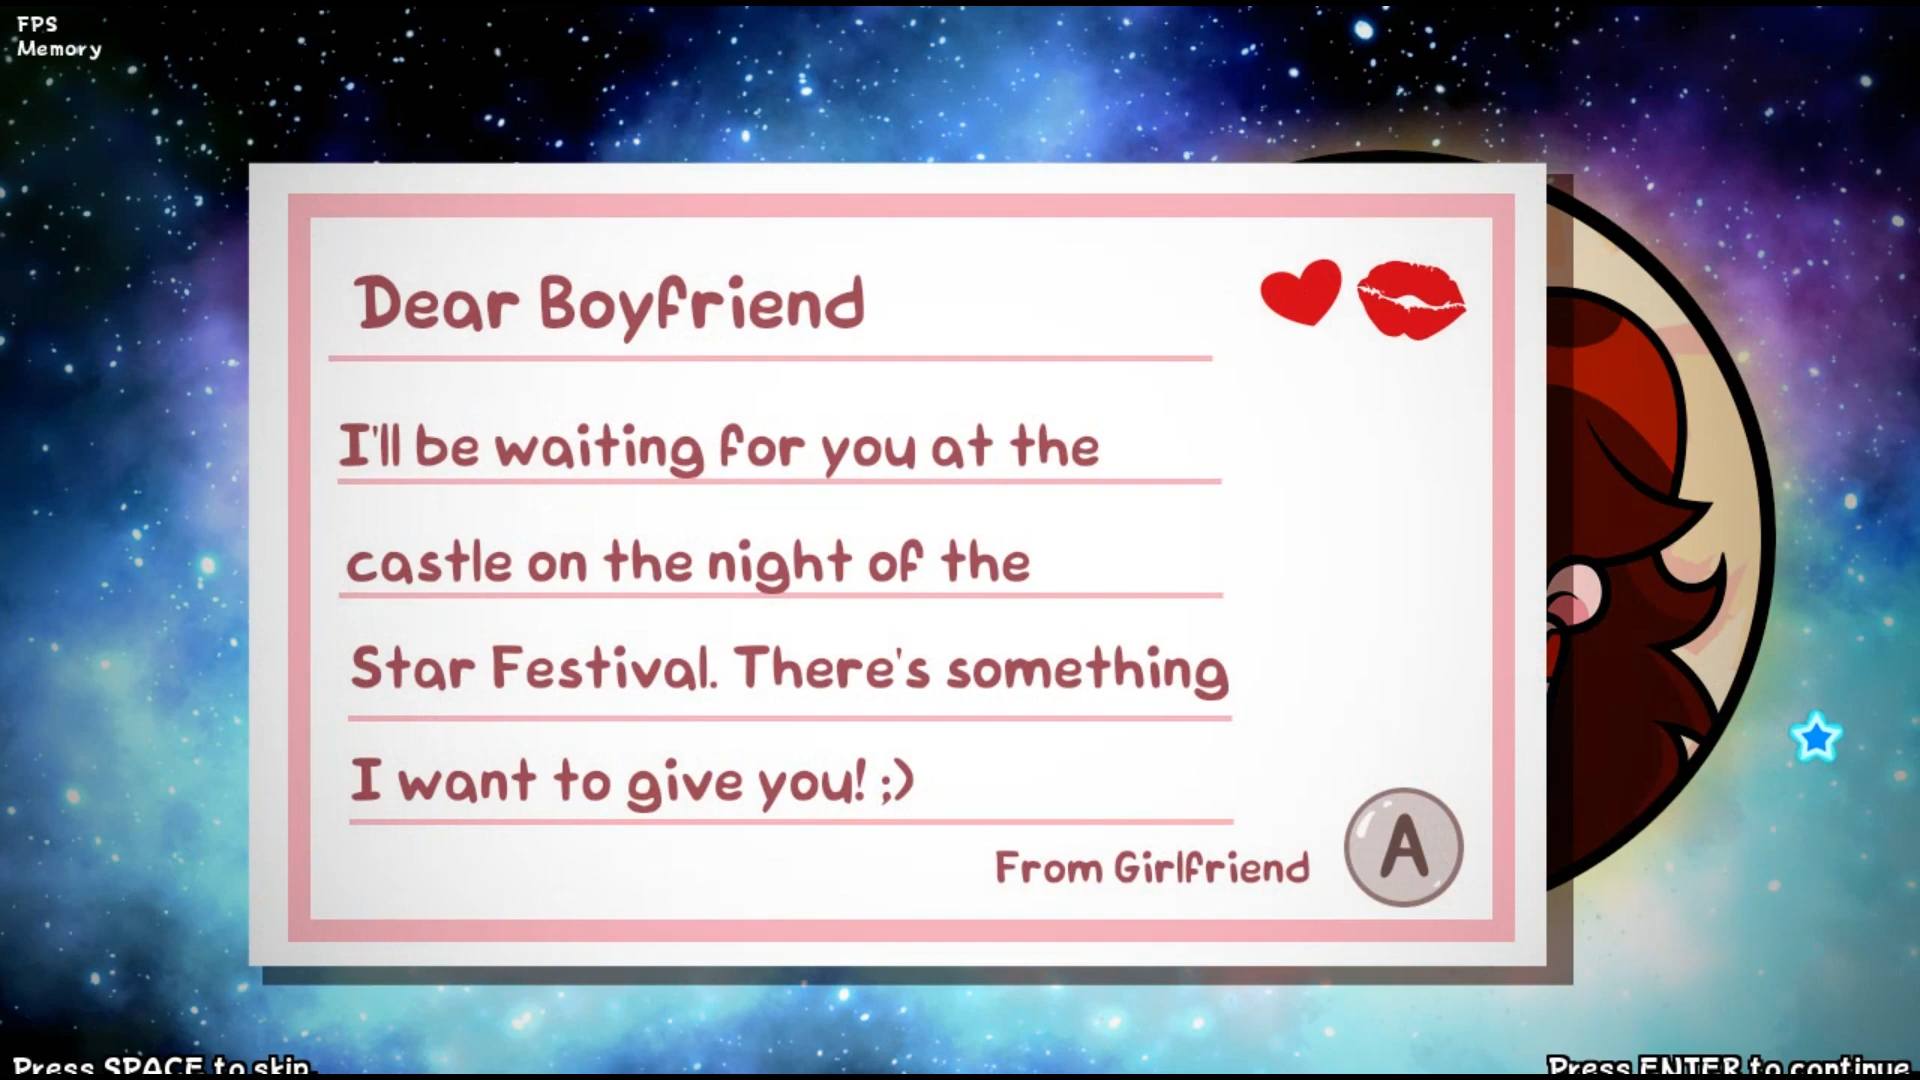 FPS
Memory
Dear Boyfriend
I'll be waiting for you at the
castle on the night of the
Star Festival. There's something
I want to give you! ;)
From Girlfriend
A
Press SPACE to skip.
Press ENTER to continue.